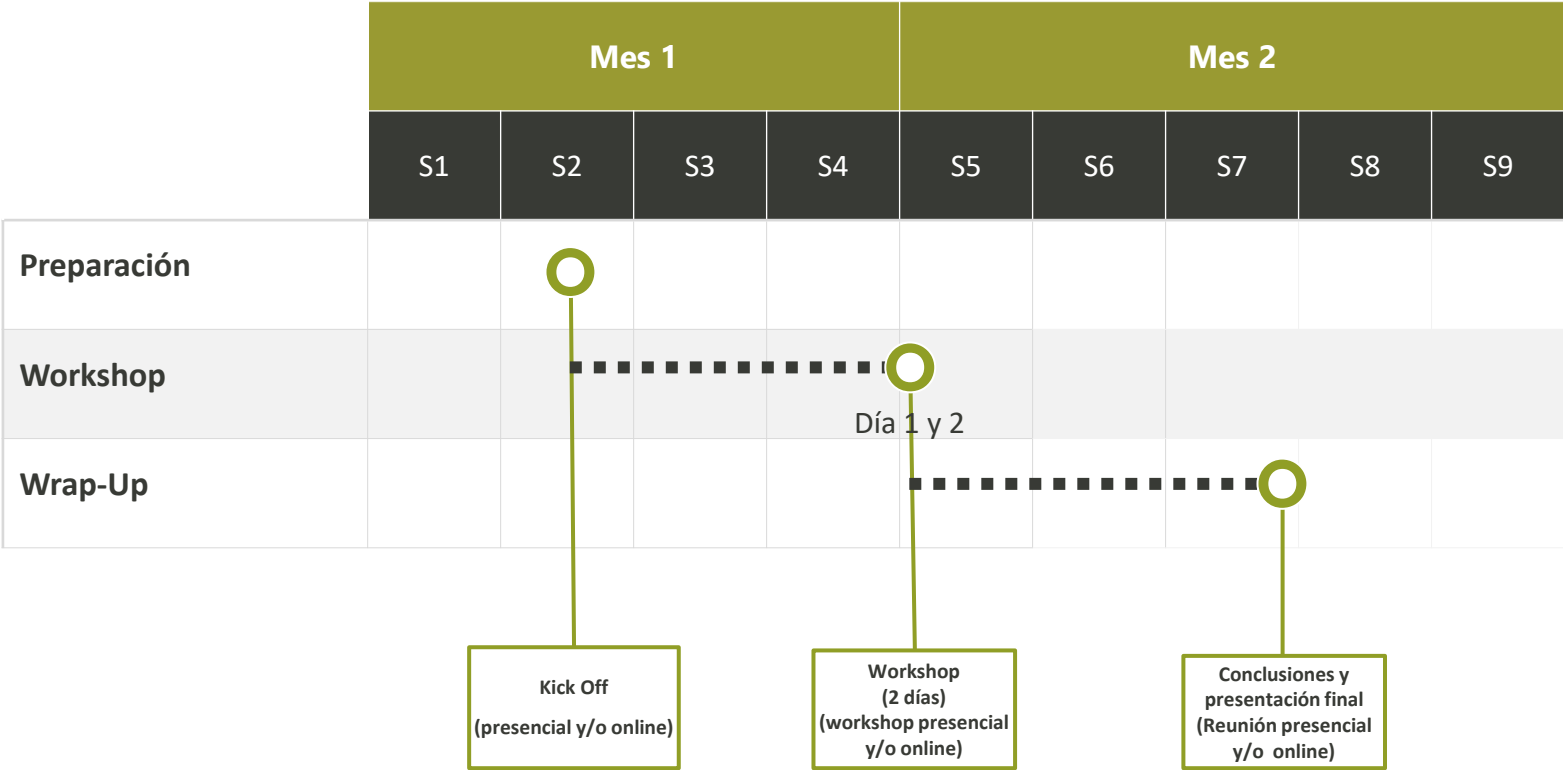 Mes 1
Mes 2
S1
S2
S3
S4
S5
S6
S7
S8
S9
Preparación
Workshop
Día 1 y 2
Wrap-Up
Kick Off
(presencial y/o online)
Workshop
(2 días)
(workshop presencial
y/o online)
Conclusiones y
presentación final
(Reunión presencial
y/o online)